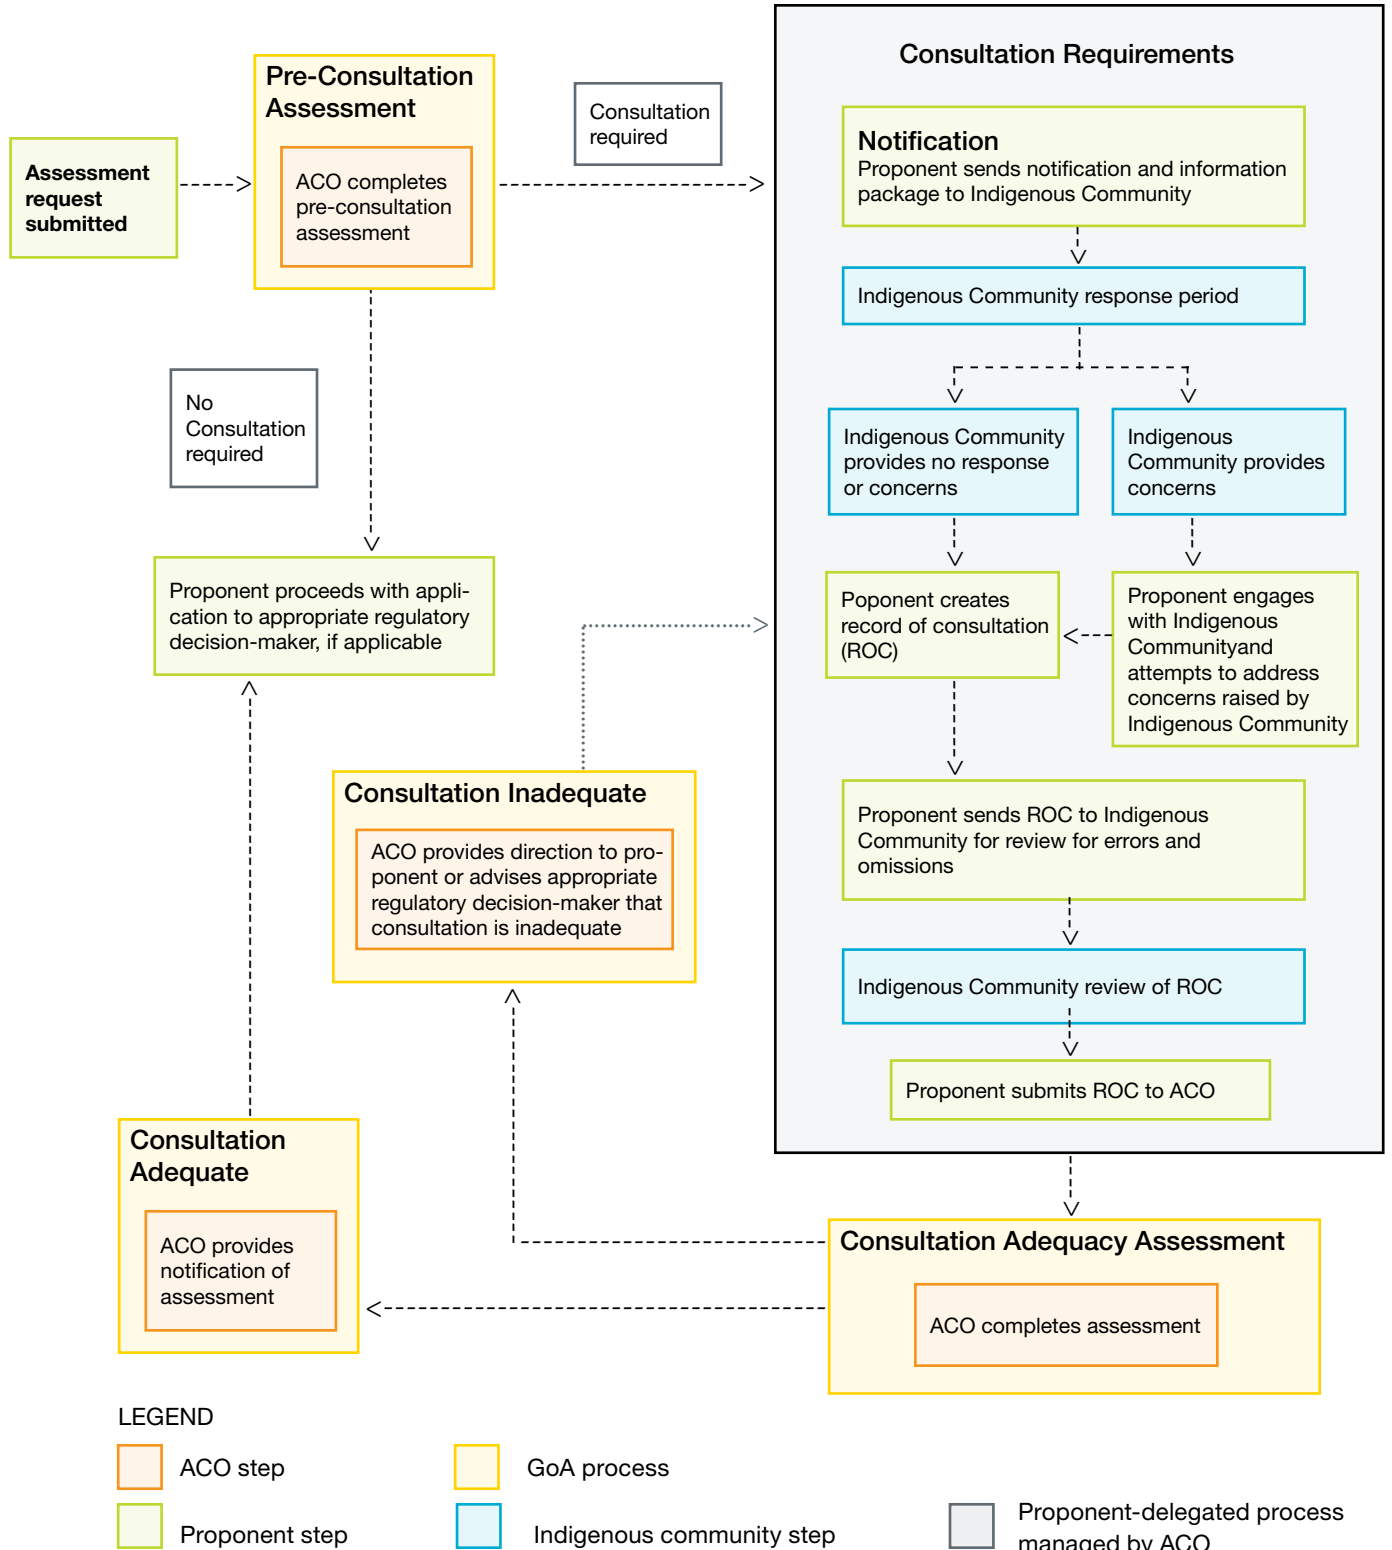 Consultation Requirements
Pre-Consultation
Assessment
Consultation
required
Assessment
request
submitted
ACO completes
pre-consultation
assessment
Notification
Proponent sends notification and information
package to Indigenous Community
Indigenous Community response period
No
Consultation
required
Indigenous Community
provides no response
or concerns
Indigenous
Community provides
concerns
Proponent proceeds with appli-
cation to appropriate regulatory
decision-maker, if applicable
Poponent creates
record of consultation
(ROC)
Proponent engages
with Indigenous
Communityand
attempts to address
concerns raised by
Indigenous Community
Consultation Inadequate
ACO provides direction to pro-
ponent or advises appropriate
regulatory decision-maker that
consultation is inadequate
Proponent sends ROC to Indigenous
Community for review for errors and
omissions
Indigenous Community review of ROC
Proponent submits ROC to ACO
Consultation
Adequate
ACO provides
notification of
assessment
Consultation Adequacy Assessment
ACO completes assessment
LEGEND
ACO step
GoA process
Proponent step
Indigenous community step
Proponent-delegated process
managed by ACO